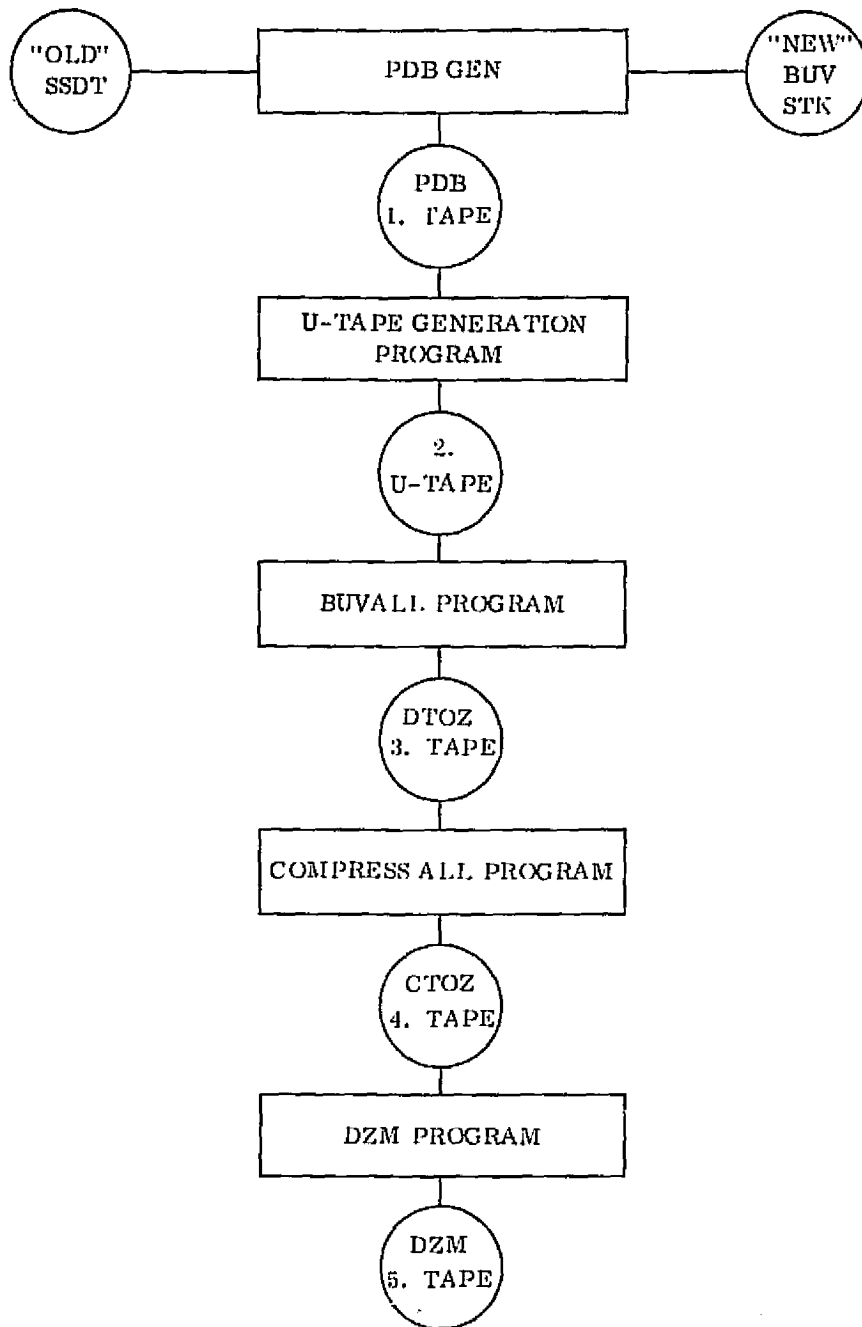 "OLD"
SSDT
PDB GEN
"NEW"
BUV
STK
PDB
1. TAPE
U-TAPE GENERATION
PROGRAM
2.
U-TAPE
BUVALL PROGRAM
DTOZ
3. TAPE
COMPRESS ALL PROGRAM
CTOZ
4. TAPE
DZM PROGRAM
DZM
5. TAPE